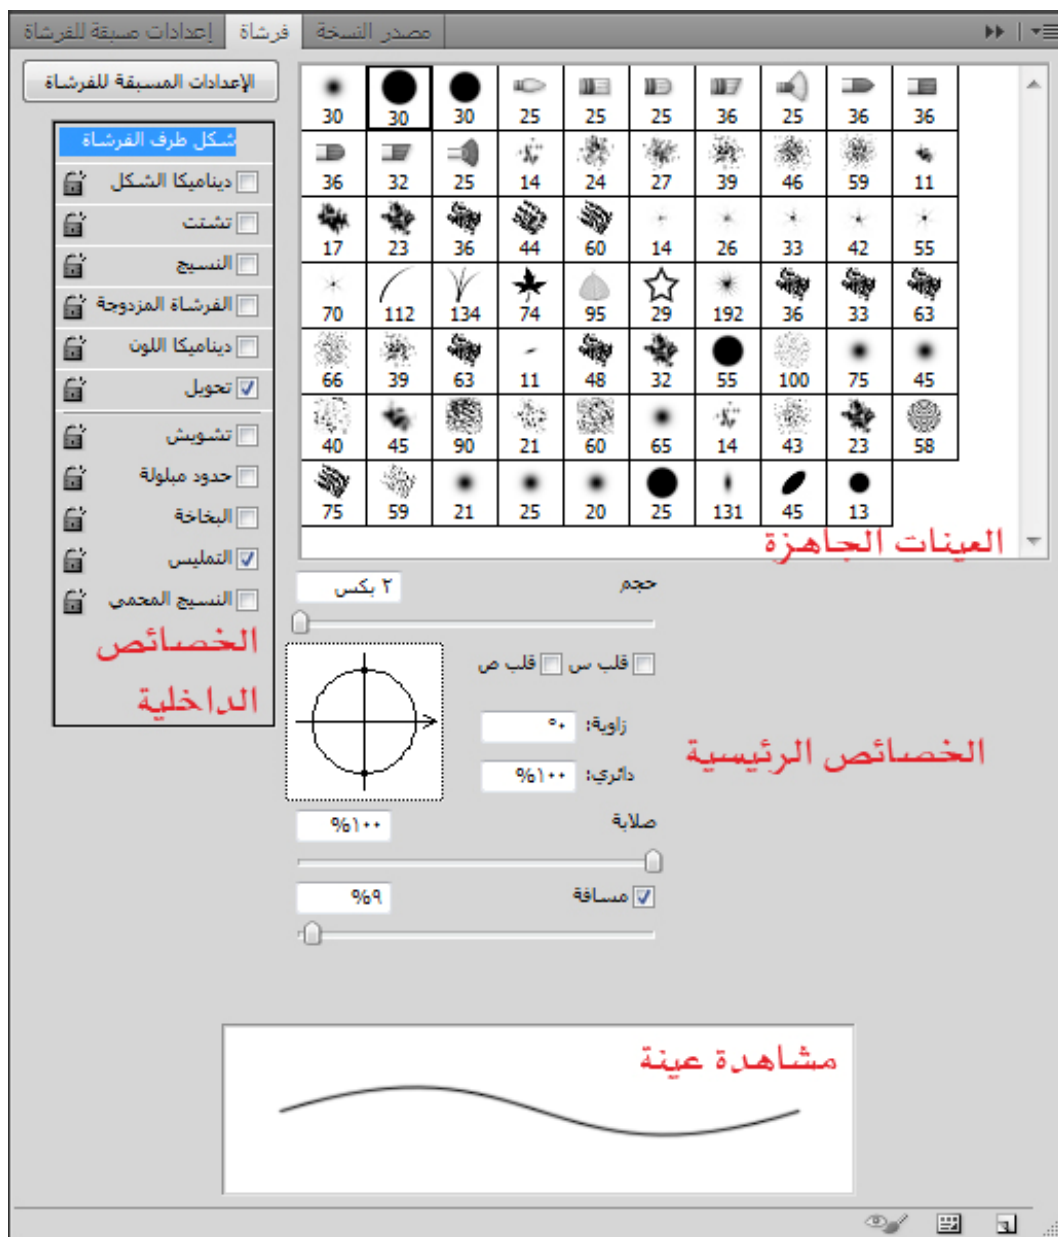 مصدر النسخة فرشاة إعدادات مسبقة للفرشاة
الإعدادات المسبقة للفرشاة
شكل طرف الفرشاة
ديناميكا الشكل
تشتت
النسيج
الفرشاة المزدوجة
ديناميكا اللون
تحويل
تشويش
حدود مبلولة
البخاخة
التمليس
النسيج المحمي
الخصائص
الداخلية
30 30 30 25 25 25 36 25 36 36
36 32 25 14 24 27 39 46 59 11
17 23 36 44 60 14 26 33 42 55
70 112 134 74 95 29 192 36 33 63
66 39 63 11 48 32 55 100 75 45
40 45 90 21 60 65 14 43 23 58
75 59 21 25 20 25 131 45 13
العينات الجاهزة
حجم ٢ بكس
قلب س قلب ص
زاوية: ٠°
دائري: ١٠٠%
الخصائص الرئيسية
صلابة ١٠٠%
مسافة ٩%
مشاهدة عينة